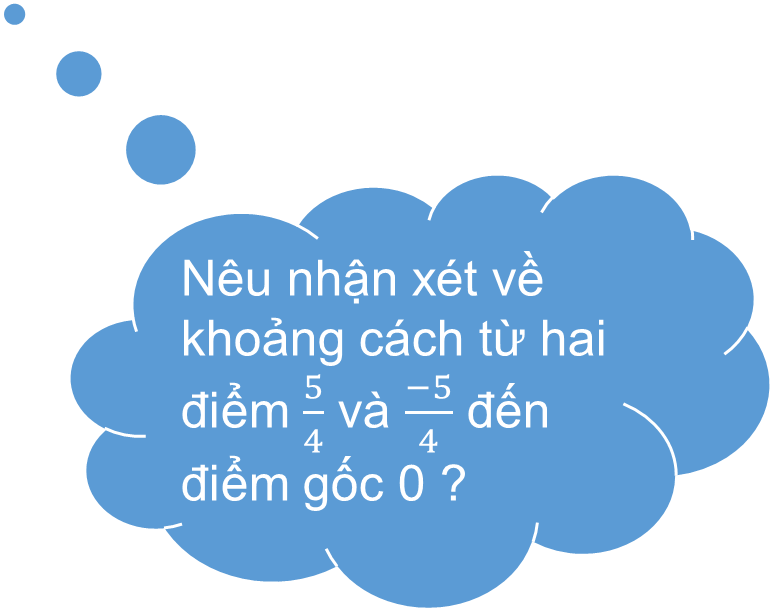 Nêu nhận xét về
khoảng cách từ hai
điểm 5/4 và −5/4 đến
điểm gốc 0 ?